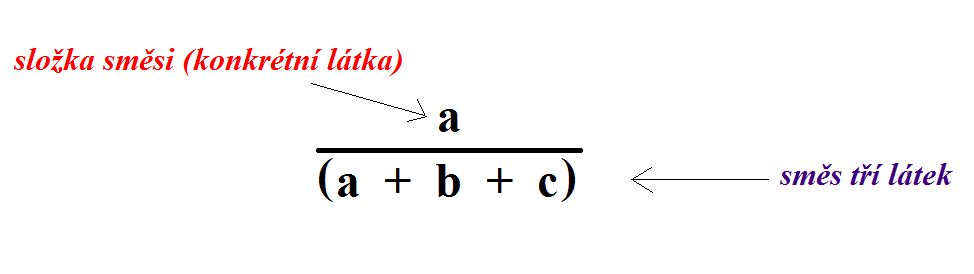 složka směsi (konkrétní látka)
a
(a + b + c)
směs tří látek